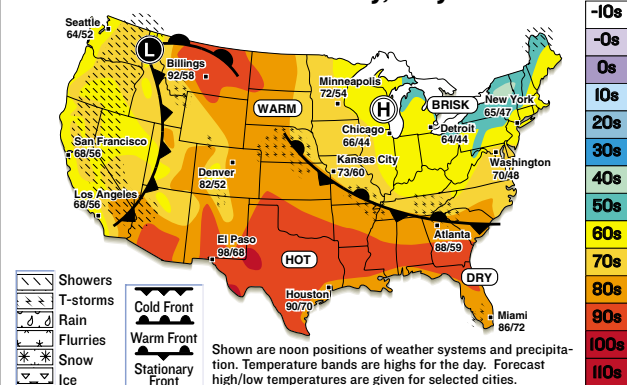 Seattle
64/52
L
Billings
92/58
Minneapolis
72/54
WARM
H
BRISK
New York
65/47
Chicago
66/44
Detroit
64/44
San Francisco
68/56
Kansas City
73/60
Washington
70/48
Denver
82/52
Los Angeles
68/56
Atlanta
88/59
El Paso
98/68
HOT
DRY
Houston
90/70
Miami
86/72
Showers
T-storms
Rain
Flurries
Snow
Ice
Cold Front
Warm Front
Stationary
Front
Shown are noon positions of weather systems and precipita-
tion. Temperature bands are highs for the day. Forecast
high/low temperatures are given for selected cities.
-10s
-0s
0s
10s
20s
30s
40s
50s
60s
70s
80s
90s
100s
110s